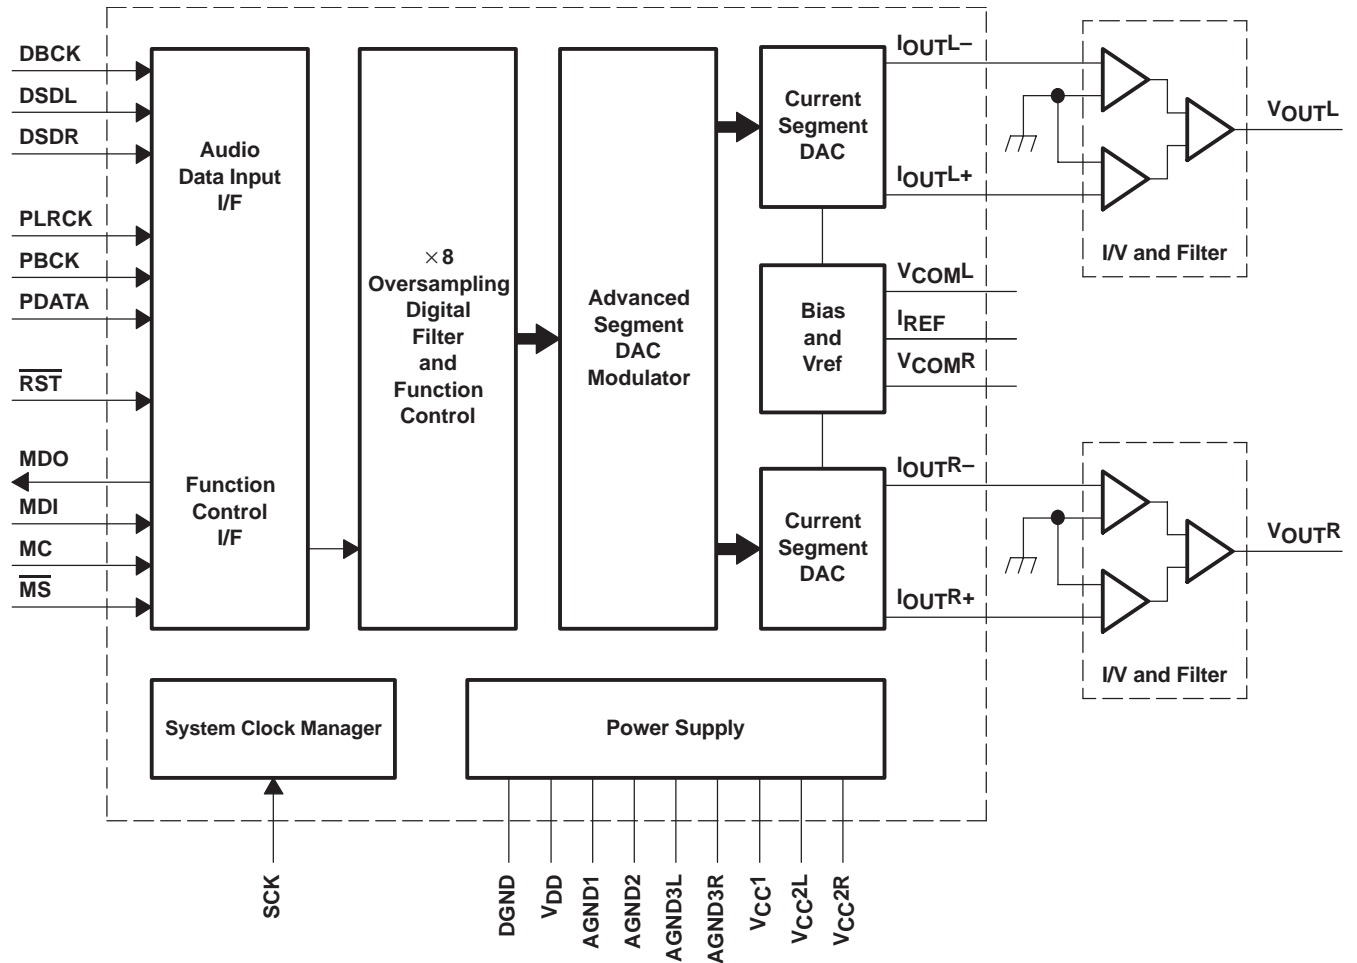 DBCK
DSDL
DSDR
PLRCK
PBCK
PDATA
RST
MDO
MDI
MC
MS
Audio
Data Input
I/F
Function
Control
I/F
×8
Oversampling
Digital
Filter
and
Function
Control
Advanced
Segment
DAC
Modulator
Current
Segment
DAC
Bias
and
Vref
Current
Segment
DAC
IOUTL–
IOUTL+
VCOML
IREF
VCOMR
IOUTR–
IOUTR+
VOUTL
I/V and Filter
VOUTR
I/V and Filter
System Clock Manager
Power Supply
SCK
DGND
VDD
AGND1
AGND2
AGND3L
AGND3R
VCC1
VCC2L
VCC2R